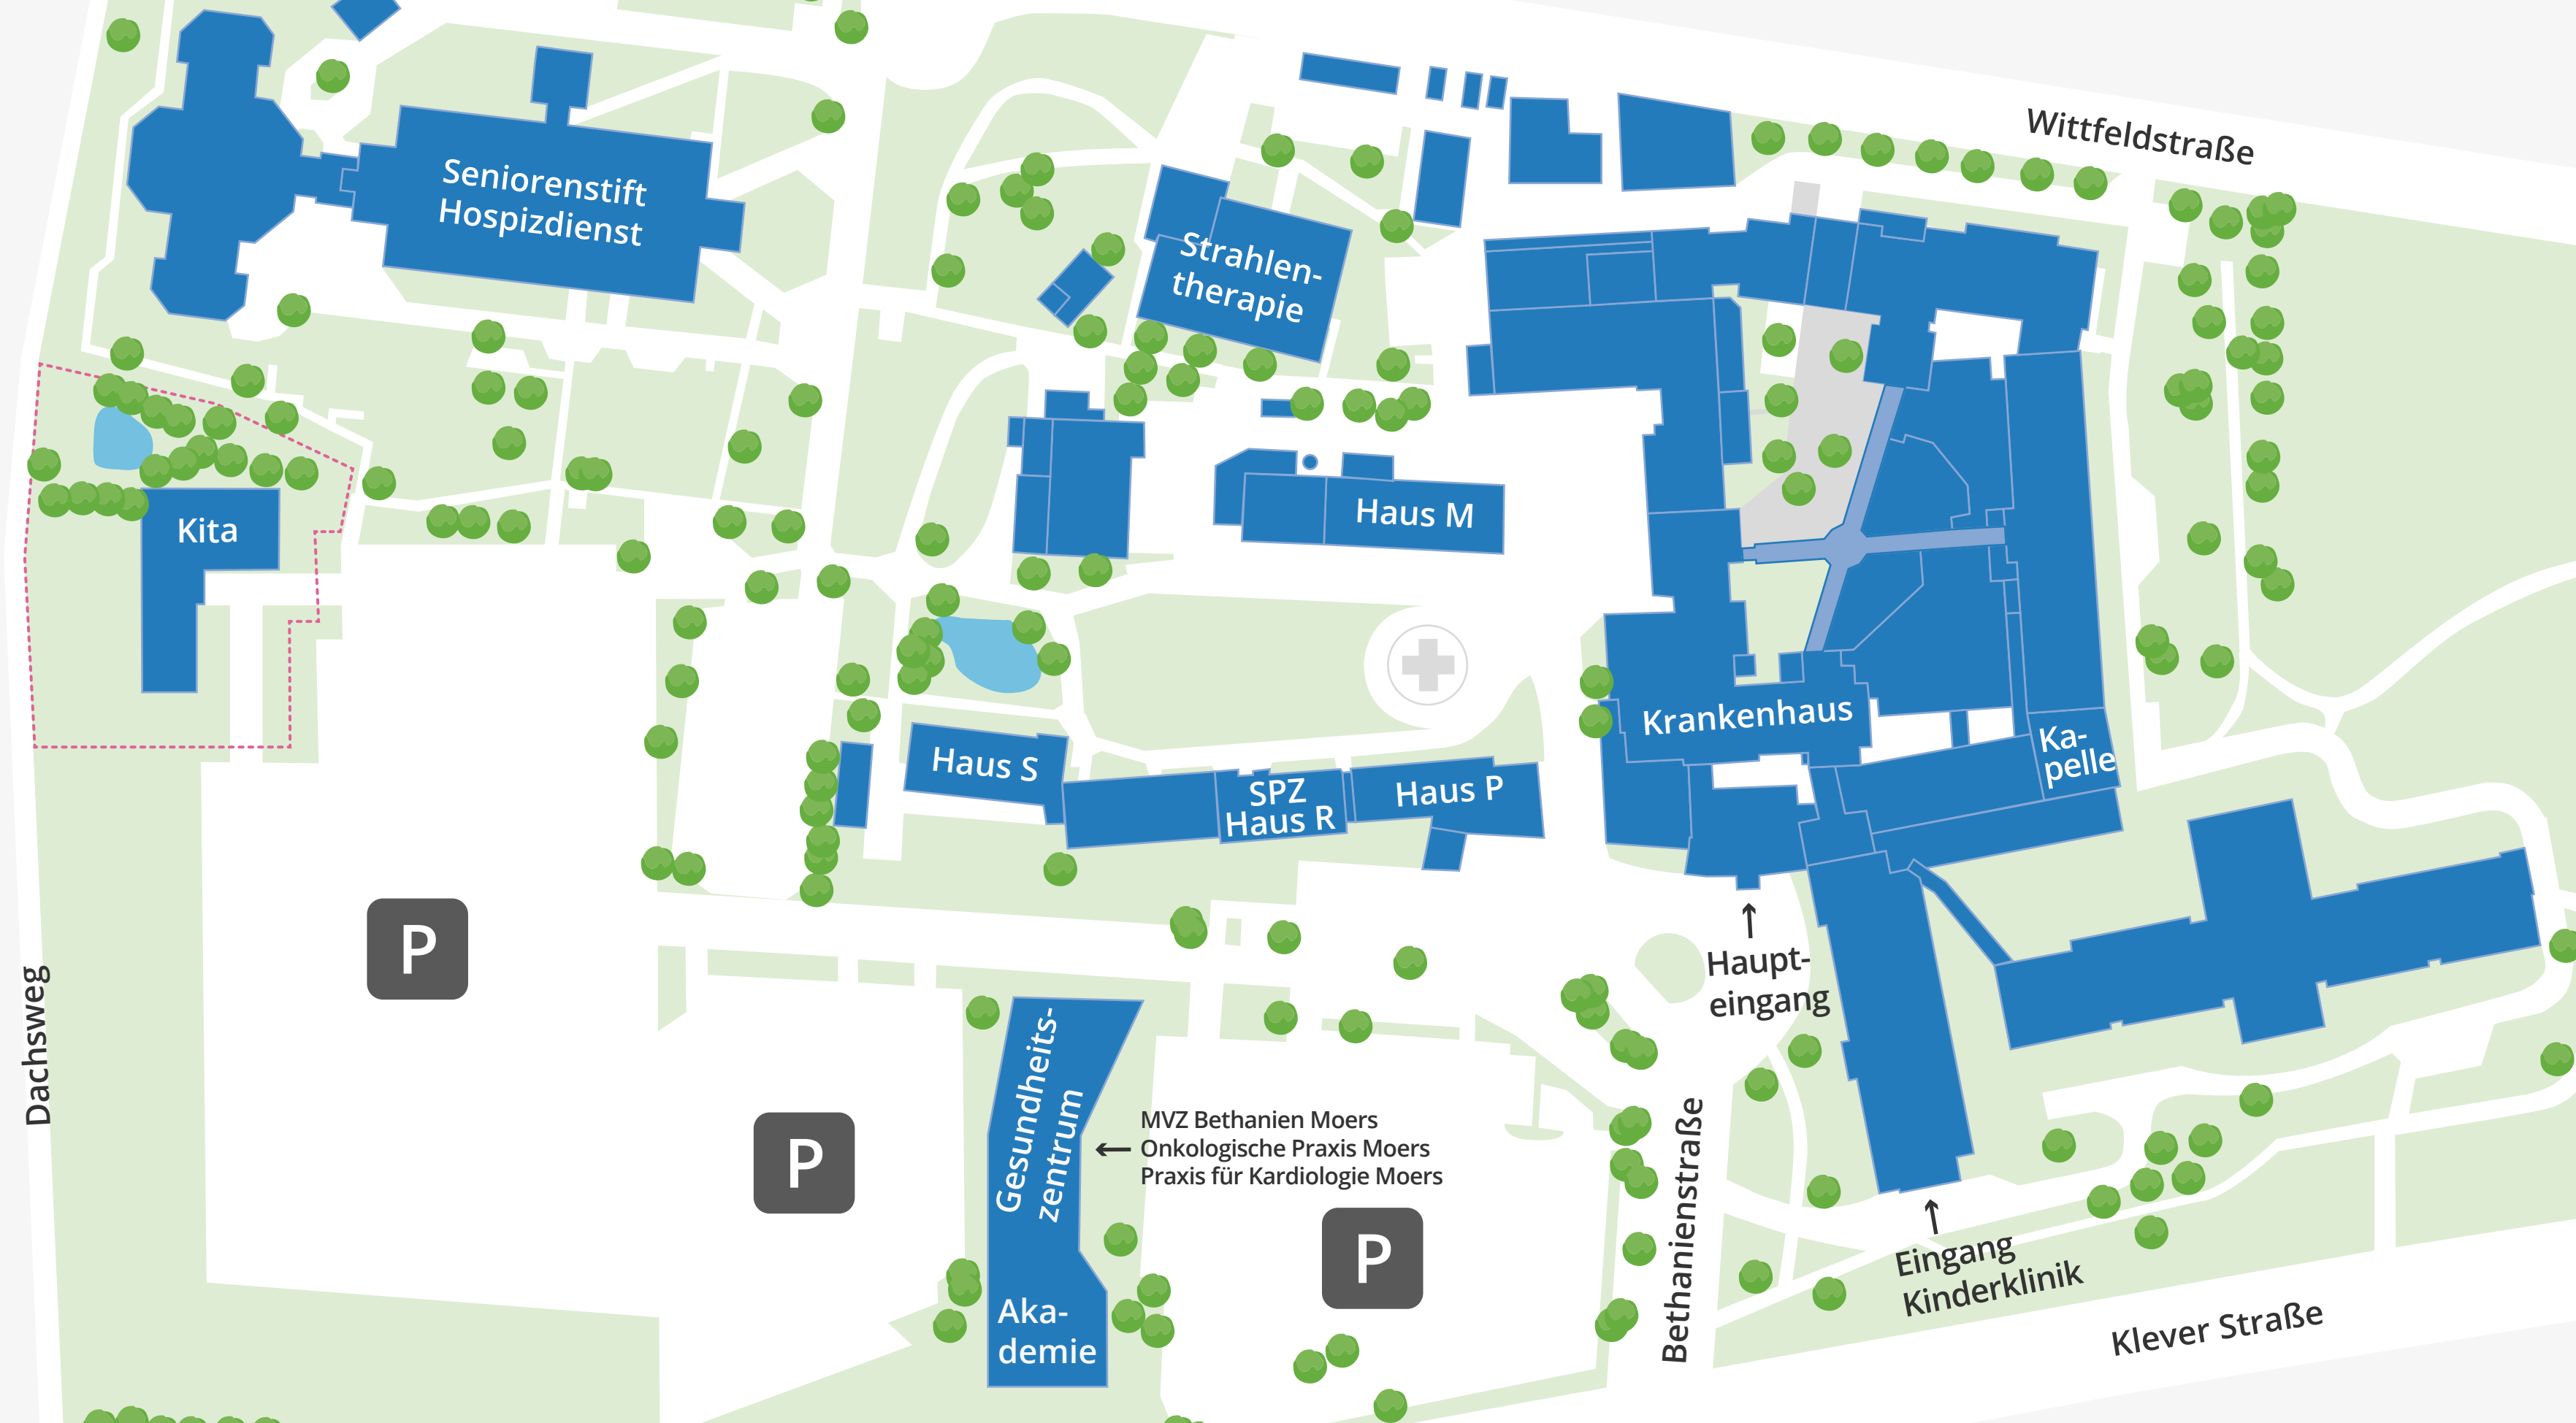 Wittfeldstraße
Seniorenstift
Hospizdienst
Strahlen-
therapie
Kita
Haus M
Krankenhaus
Ka-
pelle
Haus S
SPZ
Haus R
Haus P
P
Haupt-
eingang
Dachsweg
Gesundheits-
zentrum
MVZ Bethanien Moers
Onkologische Praxis Moers
Praxis für Kardiologie Moers
P
P
Bethanienstraße
Eingang
Kinderklinik
Aka-
demie
Klever Straße